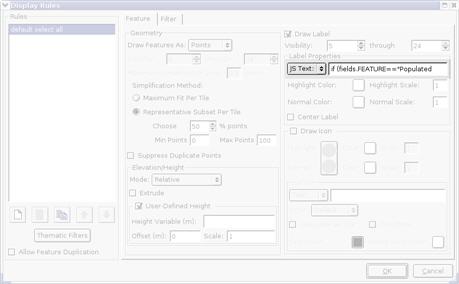 Display Rules
Rules
default select all
Thematic Filters
Allow Feature Duplication
Feature
Filter
Geometry
Draw Features As: Points
Simplification Method:
Maximum Fit Per Tile
Representative Subset Per Tile
Choose 50 % points
Min Points 0 Max Points 100
Suppress Duplicate Points
Elevation/Height
Mode: Relative
Extrude
User-Defined Height
Height Variable (m):
Offset (m): 0 Scale: 1
Draw Label
Visibility: 5 through 24
Label Properties
JS Text: if (fields.FEATURE=="Populated
Highlight Color: Highlight Scale: 1
Normal Color: Normal Scale: 1
Center Label
Draw Icon
OK
Cancel